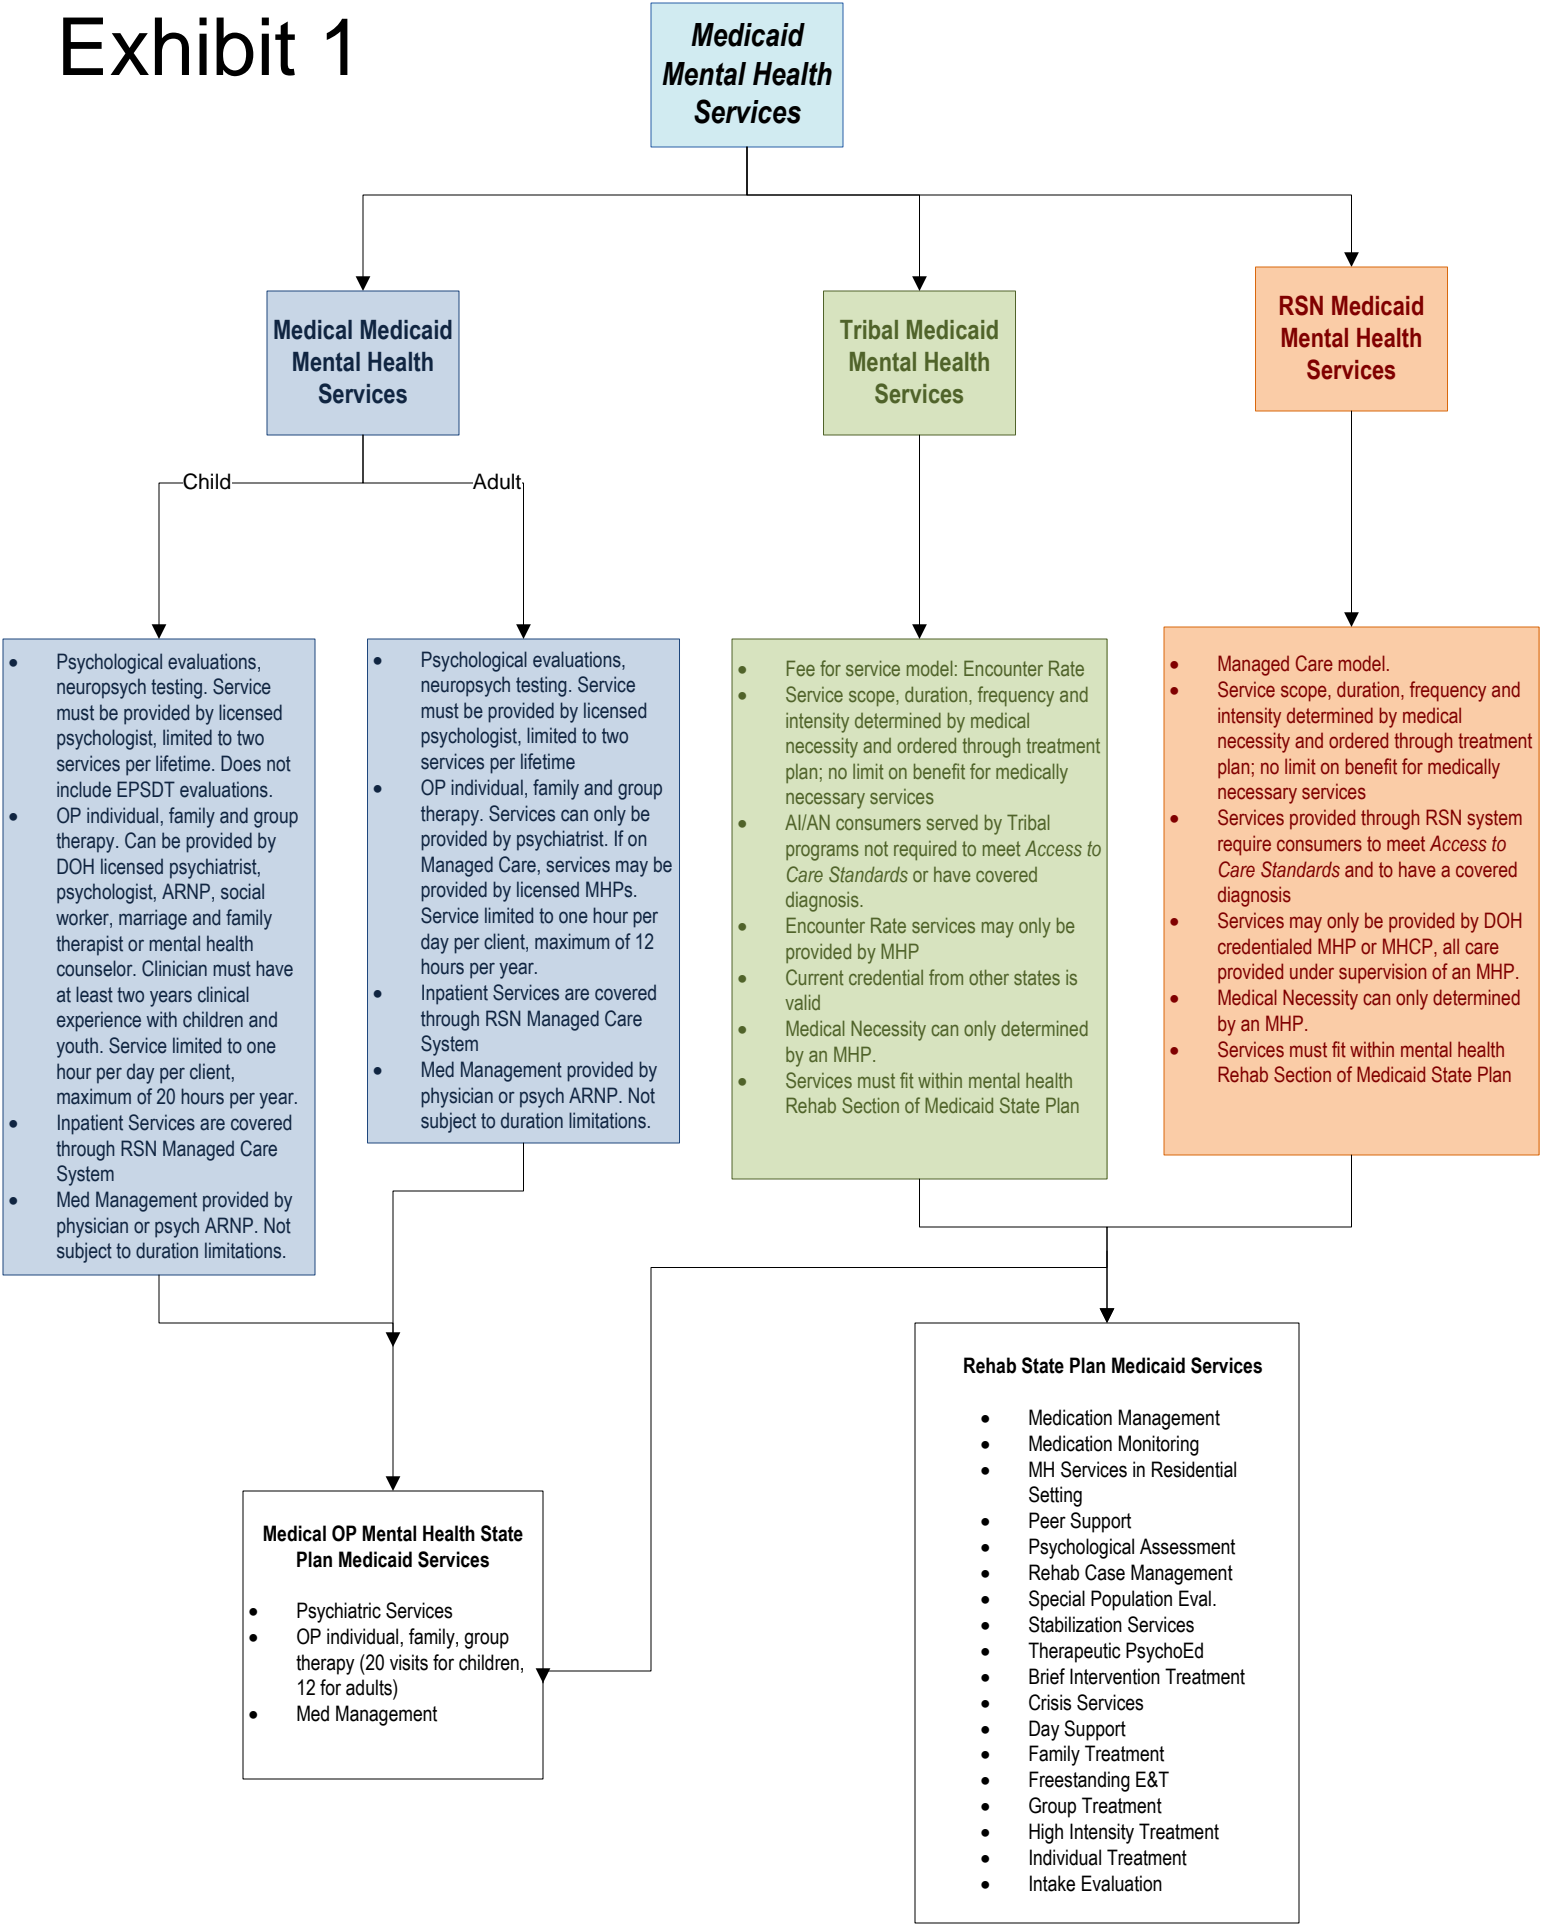 Exhibit 1
Medicaid
Mental Health
Services
Medical Medicaid
Mental Health
Services
Tribal Medicaid
Mental Health
Services
RSN Medicaid
Mental Health
Services
Child
Adult
• Psychological evaluations,
neuropsych testing. Service
must be provided by licensed
psychologist, limited to two
services per lifetime. Does not
include EPSDT evaluations.
• OP individual, family and group
therapy. Can be provided by
DOH licensed psychiatrist,
psychologist, ARNP, social
worker, marriage and family
therapist or mental health
counselor. Clinician must have
at least two years clinical
experience with children and
youth. Service limited to one
hour per day per client,
maximum of 20 hours per year.
• Inpatient Services are covered
through RSN Managed Care
System
• Med Management provided by
physician or psych ARNP. Not
subject to duration limitations.
• Psychological evaluations,
neuropsych testing. Service
must be provided by licensed
psychologist, limited to two
services per lifetime
• OP individual, family and group
therapy. Services can only be
provided by psychiatrist. If on
Managed Care, services may be
provided by licensed MHPs.
Service limited to one hour per
day per client, maximum of 12
hours per year.
• Inpatient Services are covered
through RSN Managed Care
System
• Med Management provided by
physician or psych ARNP. Not
subject to duration limitations.
• Fee for service model: Encounter Rate
• Service scope, duration, frequency and
intensity determined by medical
necessity and ordered through treatment
plan; no limit on benefit for medically
necessary services
• AI/AN consumers served by Tribal
programs not required to meet Access to
Care Standards or have covered
diagnosis.
• Encounter Rate services may only be
provided by MHP
• Current credential from other states is
valid
• Medical Necessity can only determined
by an MHP.
• Services must fit within mental health
Rehab Section of Medicaid State Plan
• Managed Care model.
• Service scope, duration, frequency and
intensity determined by medical
necessity and ordered through treatment
plan; no limit on benefit for medically
necessary services
• Services provided through RSN system
require consumers to meet Access to
Care Standards and to have a covered
diagnosis
• Services may only be provided by DOH
credentialed MHP or MHCP, all care
provided under supervision of an MHP.
• Medical Necessity can only determined
by an MHP.
• Services must fit within mental health
Rehab Section of Medicaid State Plan
Medical OP Mental Health State
Plan Medicaid Services
• Psychiatric Services
• OP individual, family, group
therapy (20 visits for children,
12 for adults)
• Med Management
Rehab State Plan Medicaid Services
• Medication Management
• Medication Monitoring
• MH Services in Residential
Setting
• Peer Support
• Psychological Assessment
• Rehab Case Management
• Special Population Eval.
• Stabilization Services
• Therapeutic PsychoEd
• Brief Intervention Treatment
• Crisis Services
• Day Support
• Family Treatment
• Freestanding E&T
• Group Treatment
• High Intensity Treatment
• Individual Treatment
• Intake Evaluation